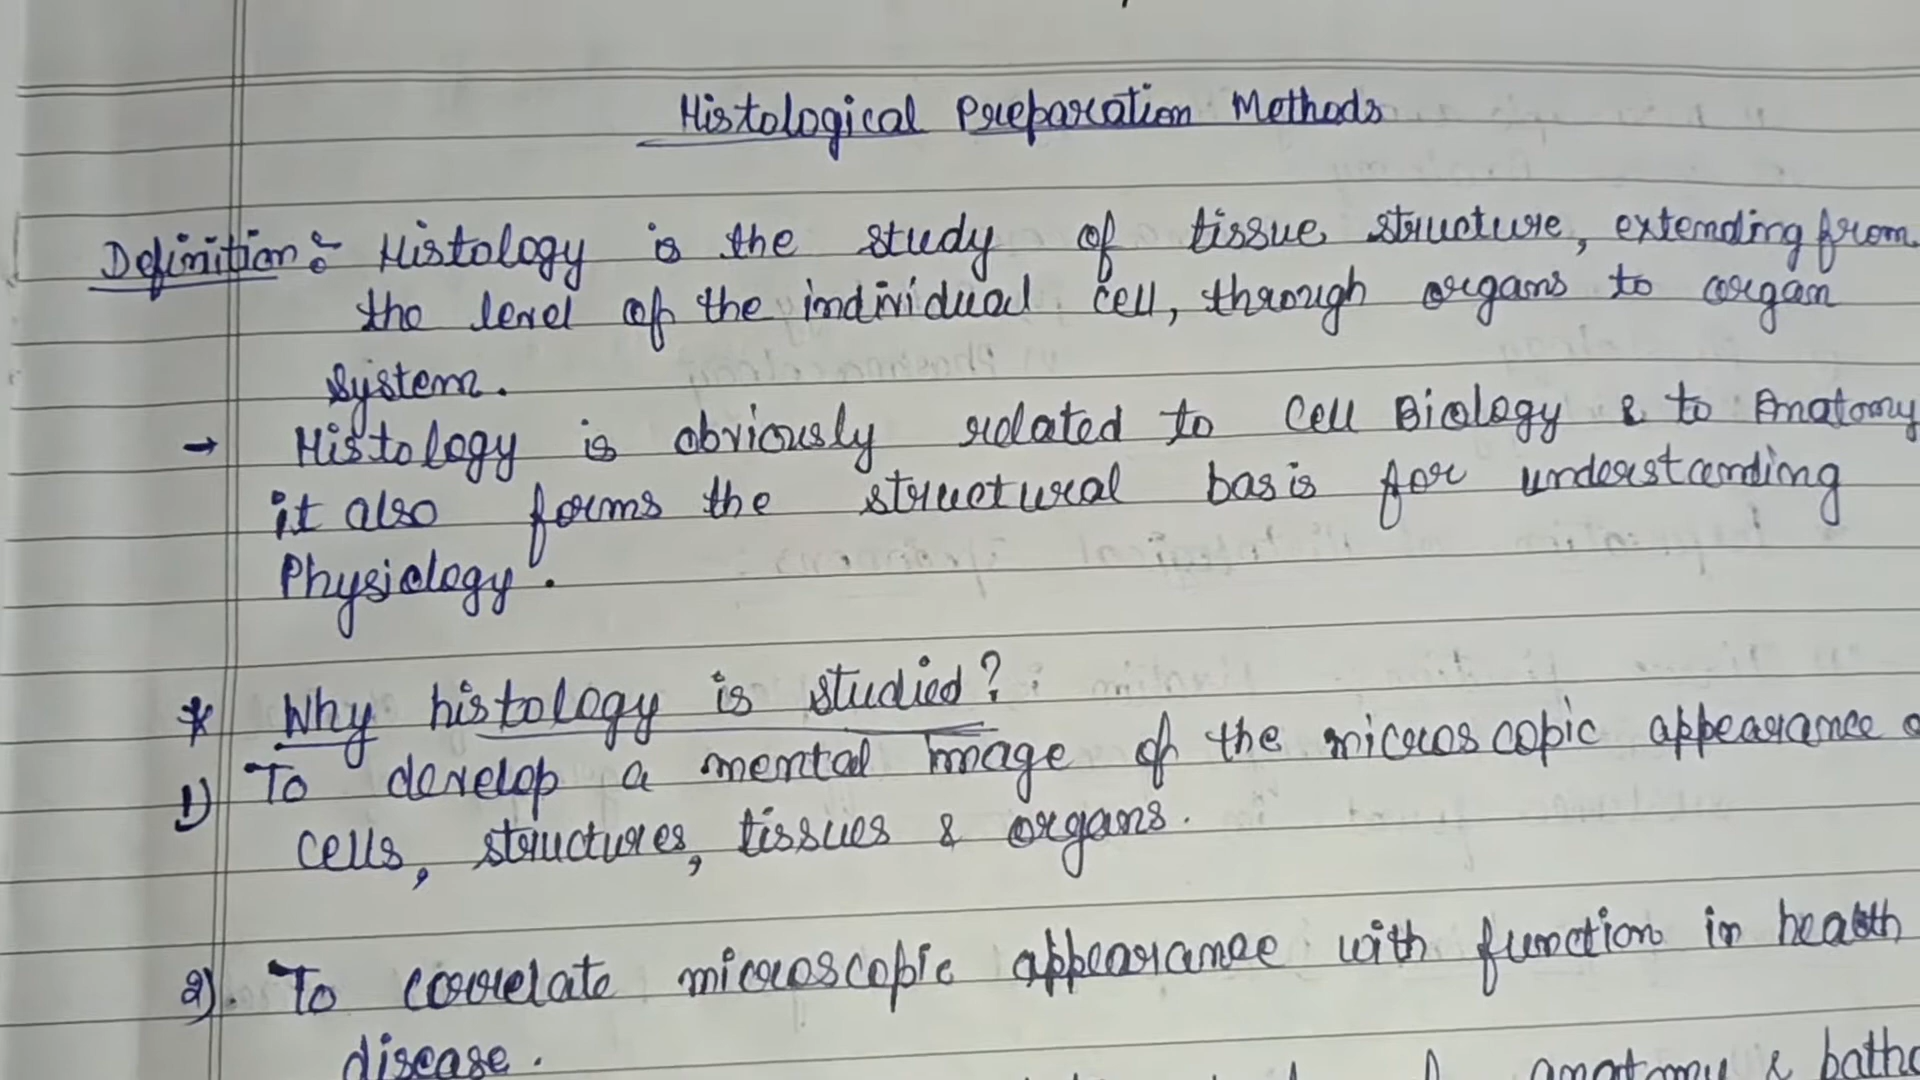 Histological Preparation Methods
Definition :- Histology is the study of tissue structure, extending from
the level of the individual cell, through organs to organ
system.
→ Histology is obviously related to Cell Biology & to Anatomy
it also forms the structural basis for understanding
Physiology.
* Why histology is studied?
1) To develop a mental image of the microscopic appearance
cells, structures, tissues & organs.
2). To correlate microscopic appearance with function in health
disease.
anatomy &